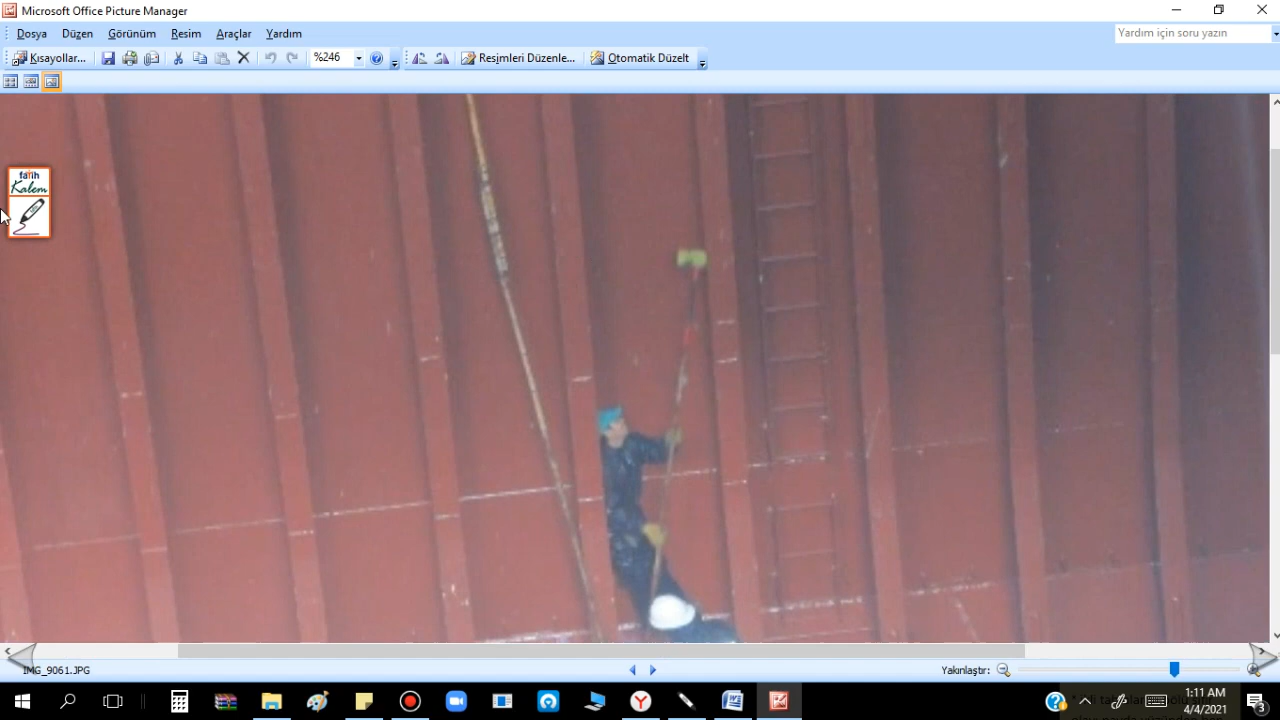 Microsoft Office Picture Manager
Dosya Düzen Görünüm Resim Araçlar Yardım
Yardım için soru yazın
Kısayollar... %246 Resimleri Düzenle... Otomatik Düzelt
fatih
Kalem
IMG_9061.JPG
Yakınlaştır:
1:11 AM
4/4/2021
3